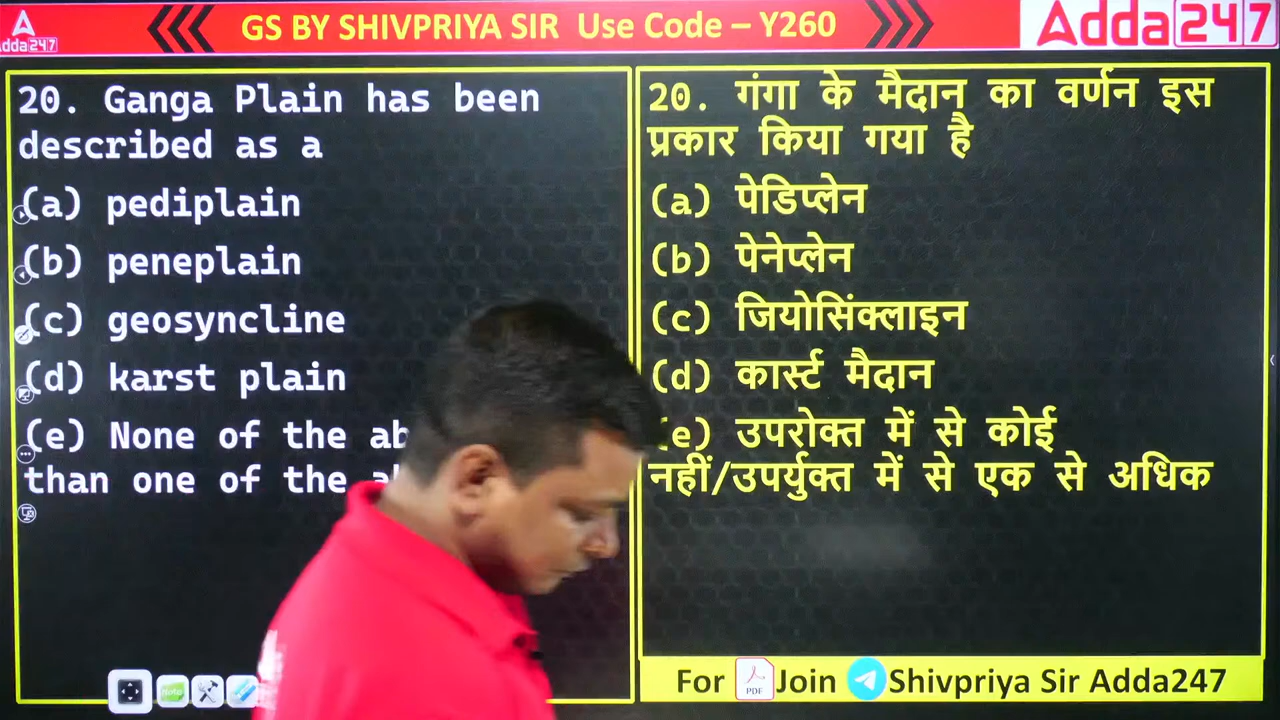 GS BY SHIVPRIYA SIR Use Code – Y260
Adda247
Adda247
20. Ganga Plain has been
described as a
(a) pediplain
(b) peneplain
(c) geosyncline
(d) karst plain
(e) None of the
than one of the
20. गंगा के मैदान का वर्णन इस
प्रकार किया गया है
(a) पेडिप्लेन
(b) पेनेप्लेन
(c) जियोसिंक्लाइन
(d) कार्स्ट मैदान
(e) उपरोक्त में से कोई
नहीं/उपर्युक्त में से एक से अधिक
For PDF Join Shivpriya Sir Adda247